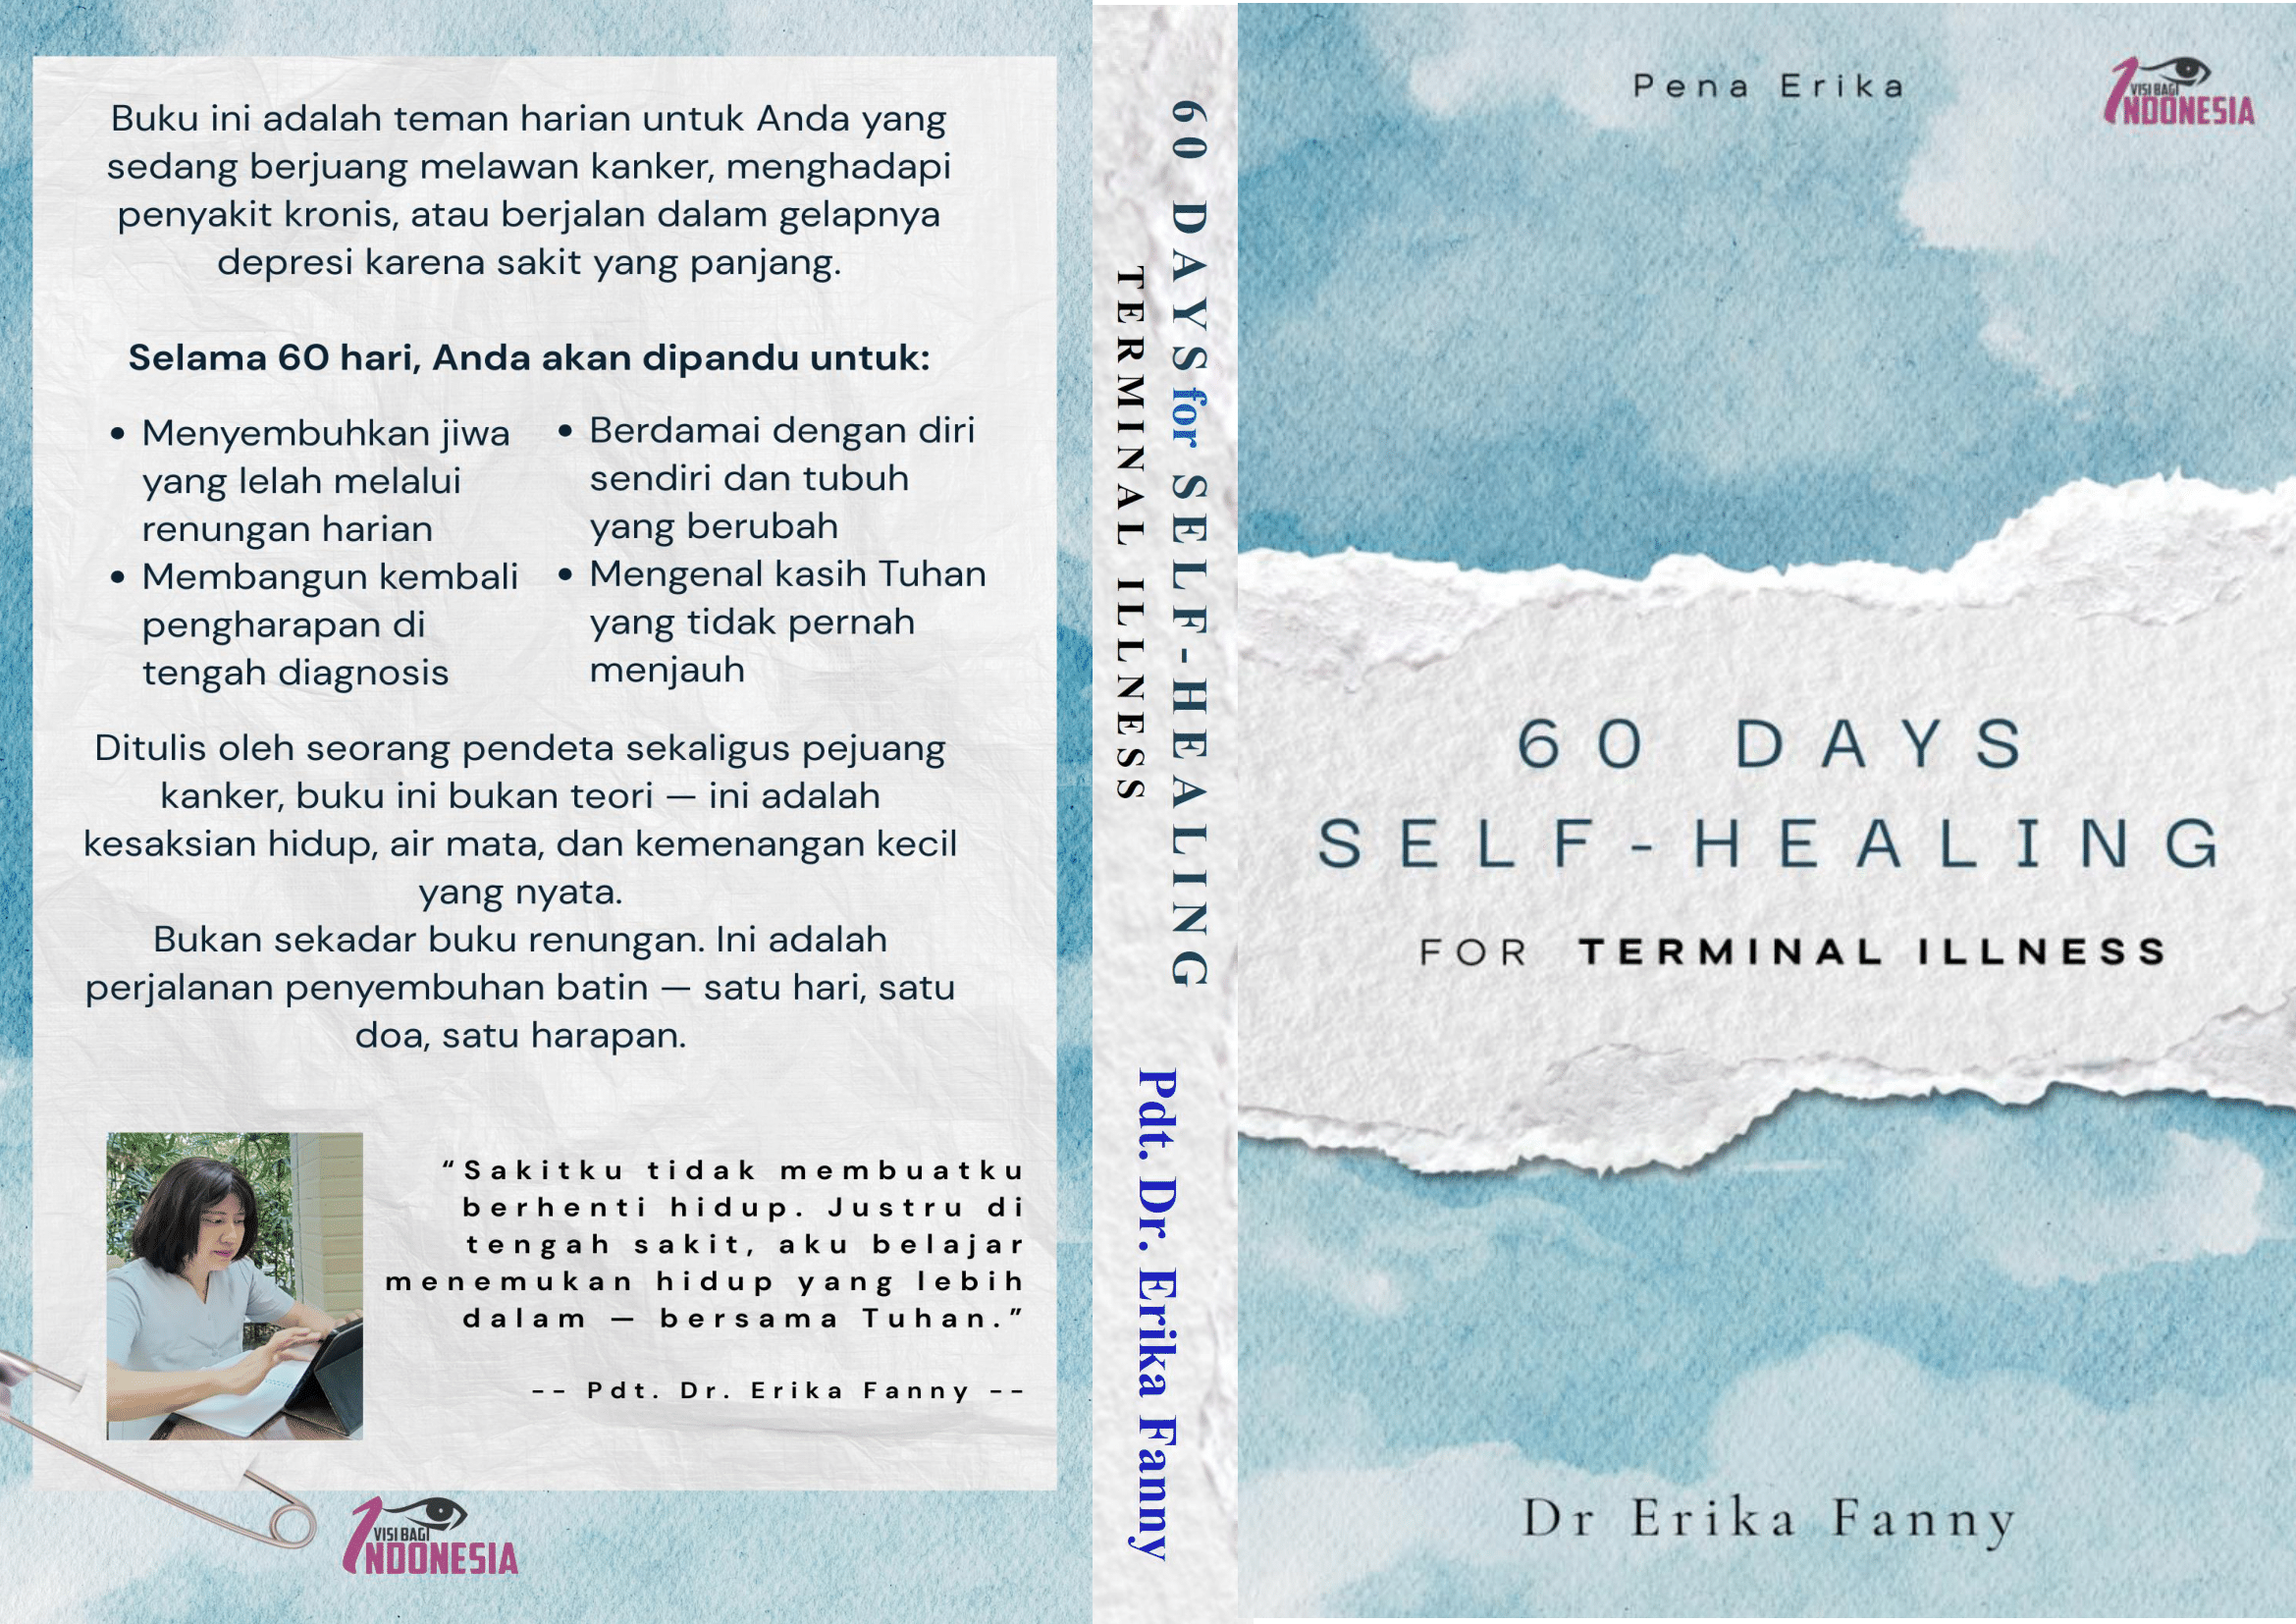 Buku ini adalah teman harian untuk Anda yang
sedang berjuang melawan kanker, menghadapi
penyakit kronis, atau berjalan dalam gelapnya
depresi karena sakit yang panjang.
Selama 60 hari, Anda akan dipandu untuk:
• Menyembuhkan jiwa
yang lelah melalui
renungan harian
• Membangun kembali
pengharapan di
tengah diagnosis
• Berdamai dengan diri
sendiri dan tubuh
yang berubah
• Mengenal kasih Tuhan
yang tidak pernah
menjauh
Ditulis oleh seorang pendeta sekaligus pejuang
kanker, buku ini bukan teori — ini adalah
kesaksian hidup, air mata, dan kemenangan kecil
yang nyata.
Bukan sekadar buku renungan. Ini adalah
perjalanan penyembuhan batin — satu hari, satu
doa, satu harapan.
“Sakitku tidak membuatku
berhenti hidup. Justru di
tengah sakit, aku belajar
menemukan hidup yang lebih
dalam — bersama Tuhan.”
-- Pdt. Dr. Erika Fanny --
1
VISI BAGI
INDONESIA
60 DAYS for SELF-HEALING
TERMINAL ILLNESS
Pdt. Dr. Erika Fanny
Pena Erika
1
VISI BAGI
INDONESIA
60 DAYS
SELF-HEALING
FOR TERMINAL ILLNESS
Dr Erika Fanny